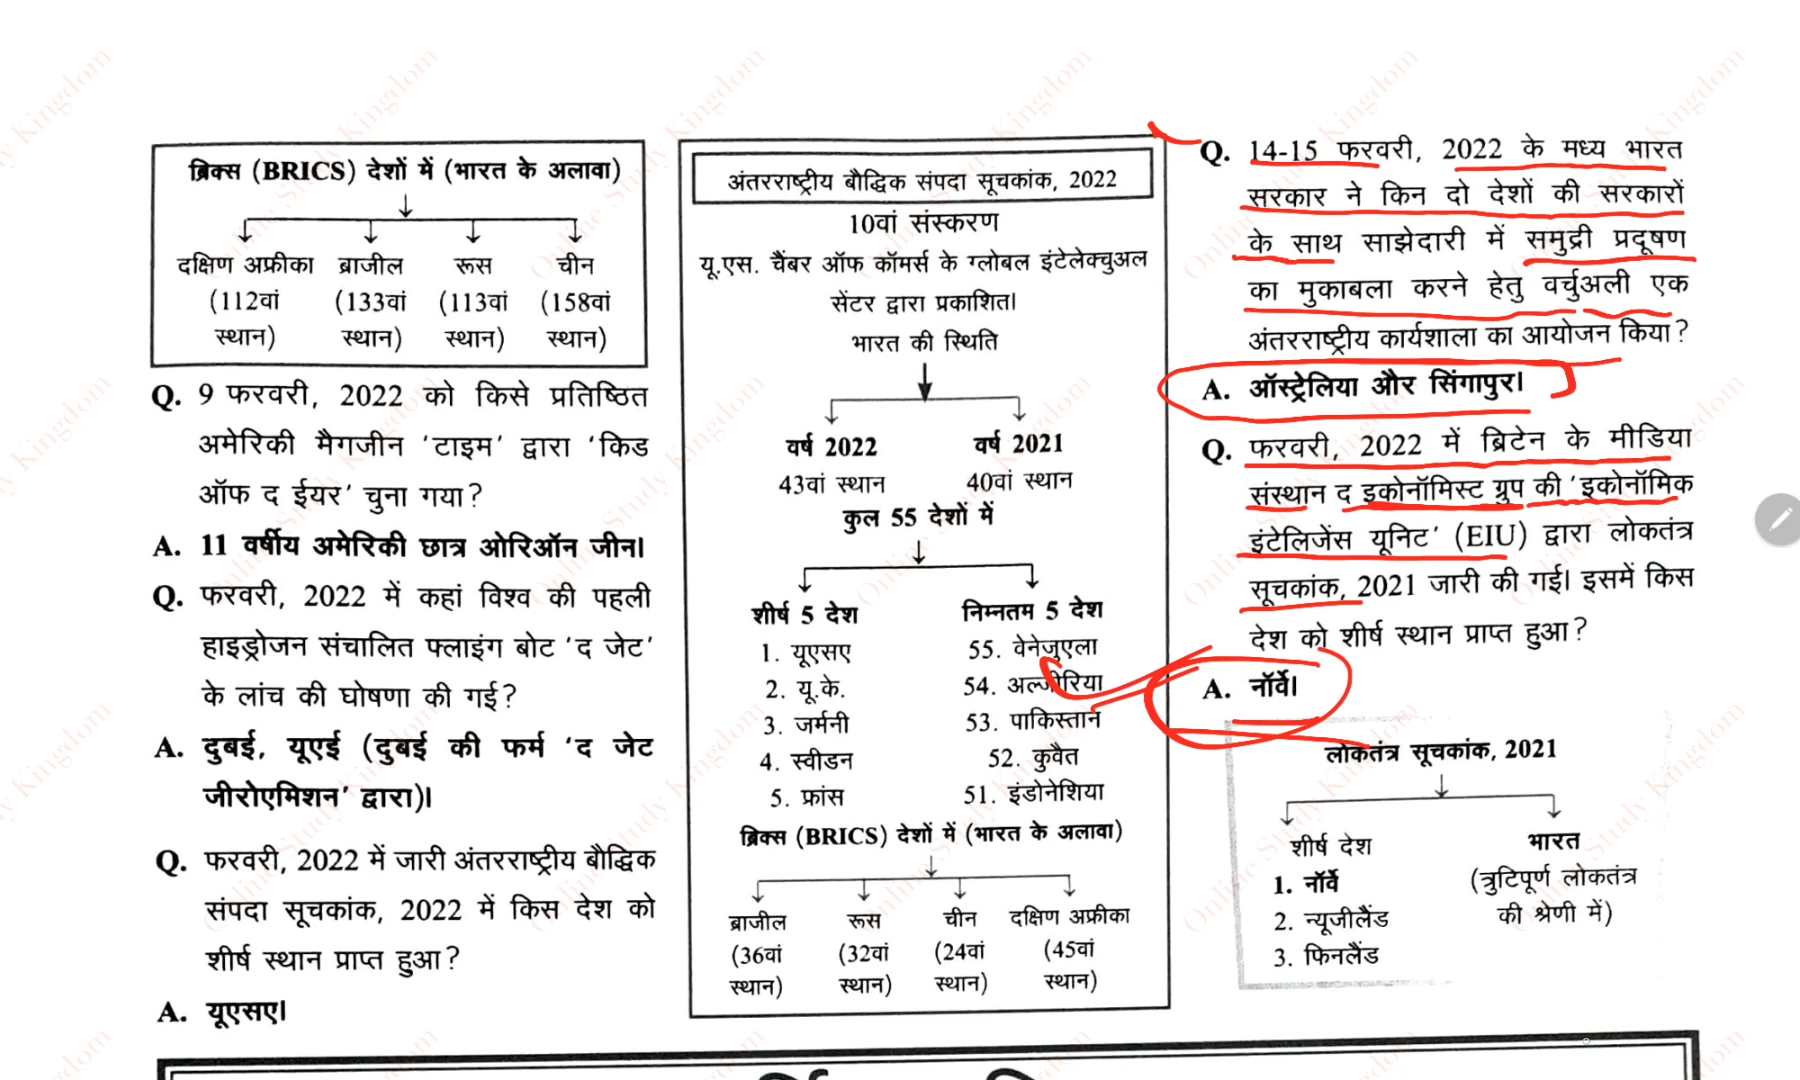 ब्रिक्स (BRICS) देशों में (भारत के अलावा)
दक्षिण अफ्रीका ब्राजील रूस चीन
(112वां (133वां (113वां (158वां
स्थान) स्थान) स्थान) स्थान)
Q. 9 फरवरी, 2022 को किसे प्रतिष्ठित
अमेरिकी मैगजीन ‘टाइम’ द्वारा ‘किड
ऑफ द ईयर’ चुना गया?
A. 11 वर्षीय अमेरिकी छात्र ओरिऑन जीन।
Q. फरवरी, 2022 में कहां विश्व की पहली
हाइड्रोजन संचालित फ्लाइंग बोट ‘द जेट’
के लांच की घोषणा की गई?
A. दुबई, यूएई (दुबई की फर्म ‘द जेट
जीरोएमिशन’ द्वारा)।
Q. फरवरी, 2022 में जारी अंतरराष्ट्रीय बौद्धिक
संपदा सूचकांक, 2022 में किस देश को
शीर्ष स्थान प्राप्त हुआ?
A. यूएसए।
अंतरराष्ट्रीय बौद्धिक संपदा सूचकांक, 2022
10वां संस्करण
यू.एस. चैंबर ऑफ कॉमर्स के ग्लोबल इंटेलेक्चुअल
सेंटर द्वारा प्रकाशित।
भारत की स्थिति
वर्ष 2022 वर्ष 2021
43वां स्थान 40वां स्थान
कुल 55 देशों में
शीर्ष 5 देश निम्नतम 5 देश
1. यूएसए 55. वेनेजुएला
2. यू.के. 54. अल्जीरिया
3. जर्मनी 53. पाकिस्तान
4. स्वीडन 52. कुवैत
5. फ्रांस 51. इंडोनेशिया
ब्रिक्स (BRICS) देशों में (भारत के अलावा)
ब्राजील रूस चीन दक्षिण अफ्रीका
(36वां (32वां (24वां (45वां
स्थान) स्थान) स्थान) स्थान)
Q. 14-15 फरवरी, 2022 के मध्य भारत
सरकार ने किन दो देशों की सरकारों
के साथ साझेदारी में समुद्री प्रदूषण
का मुकाबला करने हेतु वर्चुअली एक
अंतरराष्ट्रीय कार्यशाला का आयोजन किया?
A. ऑस्ट्रेलिया और सिंगापुर।
Q. फरवरी, 2022 में ब्रिटेन के मीडिया
संस्थान द इकोनॉमिस्ट ग्रुप की ‘इकोनॉमिक
इंटेलिजेंस यूनिट’ (EIU) द्वारा लोकतंत्र
सूचकांक, 2021 जारी की गई। इसमें किस
देश को शीर्ष स्थान प्राप्त हुआ?
A. नॉर्वे।
लोकतंत्र सूचकांक, 2021
शीर्ष देश भारत
1. नॉर्वे (त्रुटिपूर्ण लोकतंत्र
2. न्यूजीलैंड की श्रेणी में)
3. फिनलैंड
Online Study Kingdom